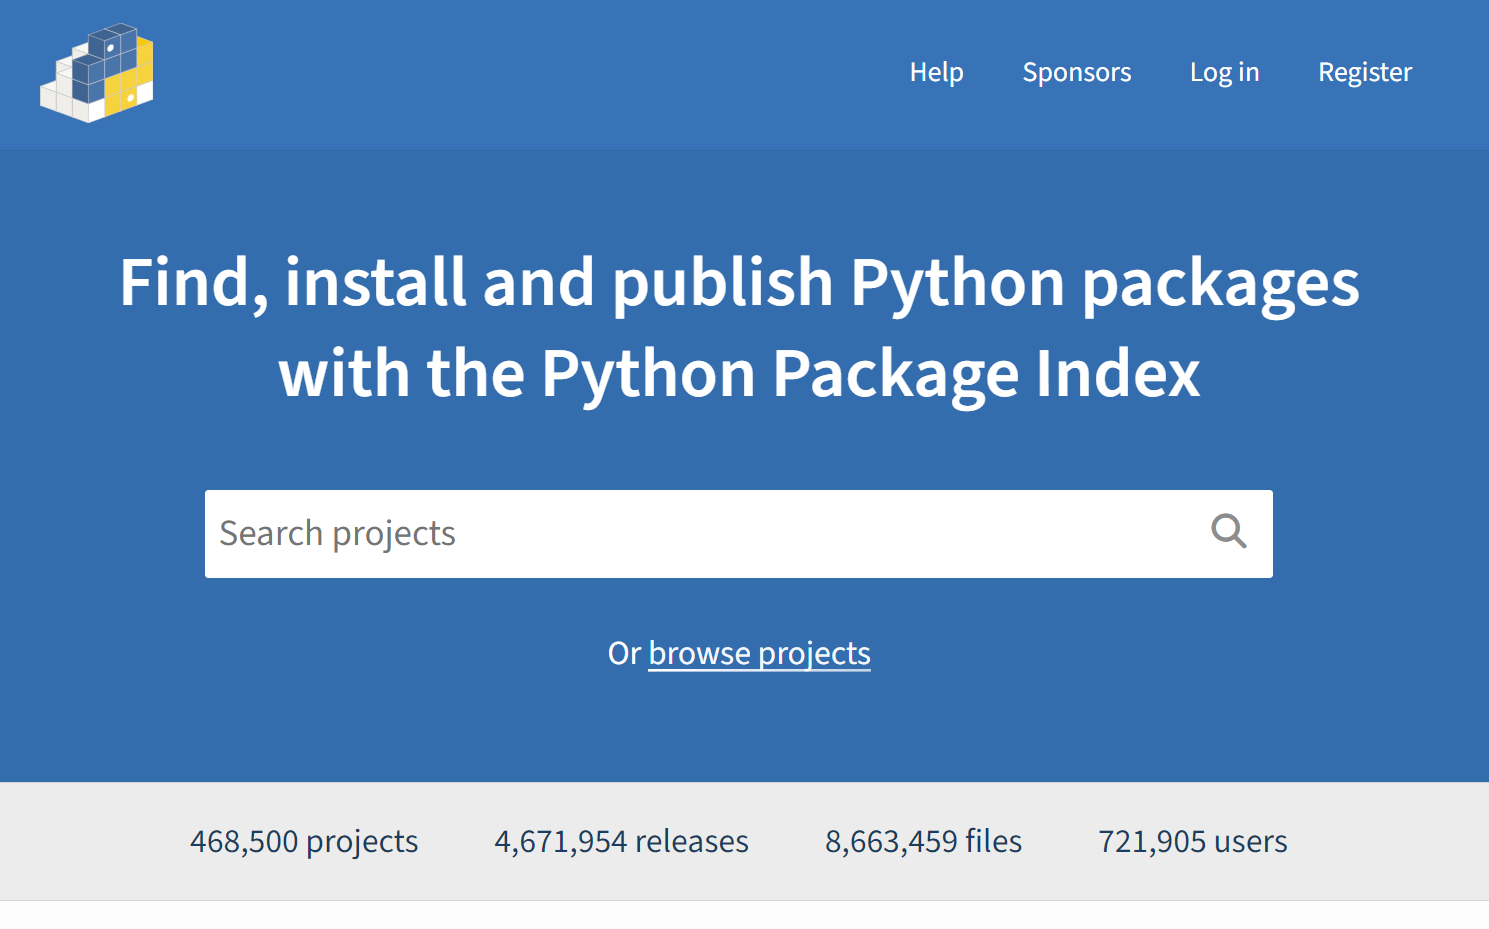 Help Sponsors Log in Register
Find, install and publish Python packages
with the Python Package Index
Search projects
Or browse projects
468,500 projects 4,671,954 releases 8,663,459 files 721,905 users